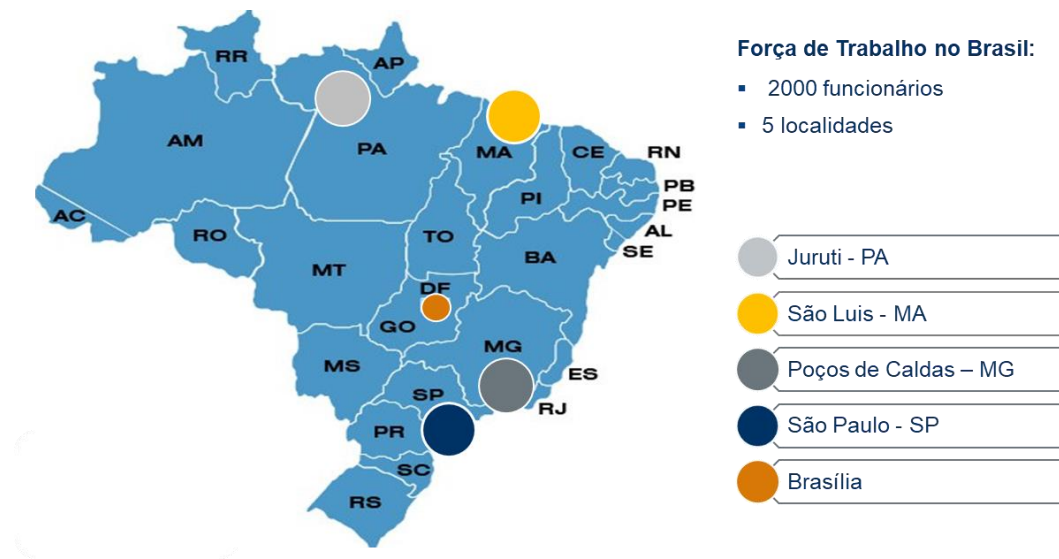 RR
AP
AM
PA
MA
CE
RN
PB
PE
PI
AL
SE
AC
RO
TO
BA
MT
DF
GO
MG
MS
ES
SP
RJ
PR
SC
RS
Força de Trabalho no Brasil:
▪ 2000 funcionários
▪ 5 localidades
Juruti - PA
São Luis - MA
Poços de Caldas – MG
São Paulo - SP
Brasília